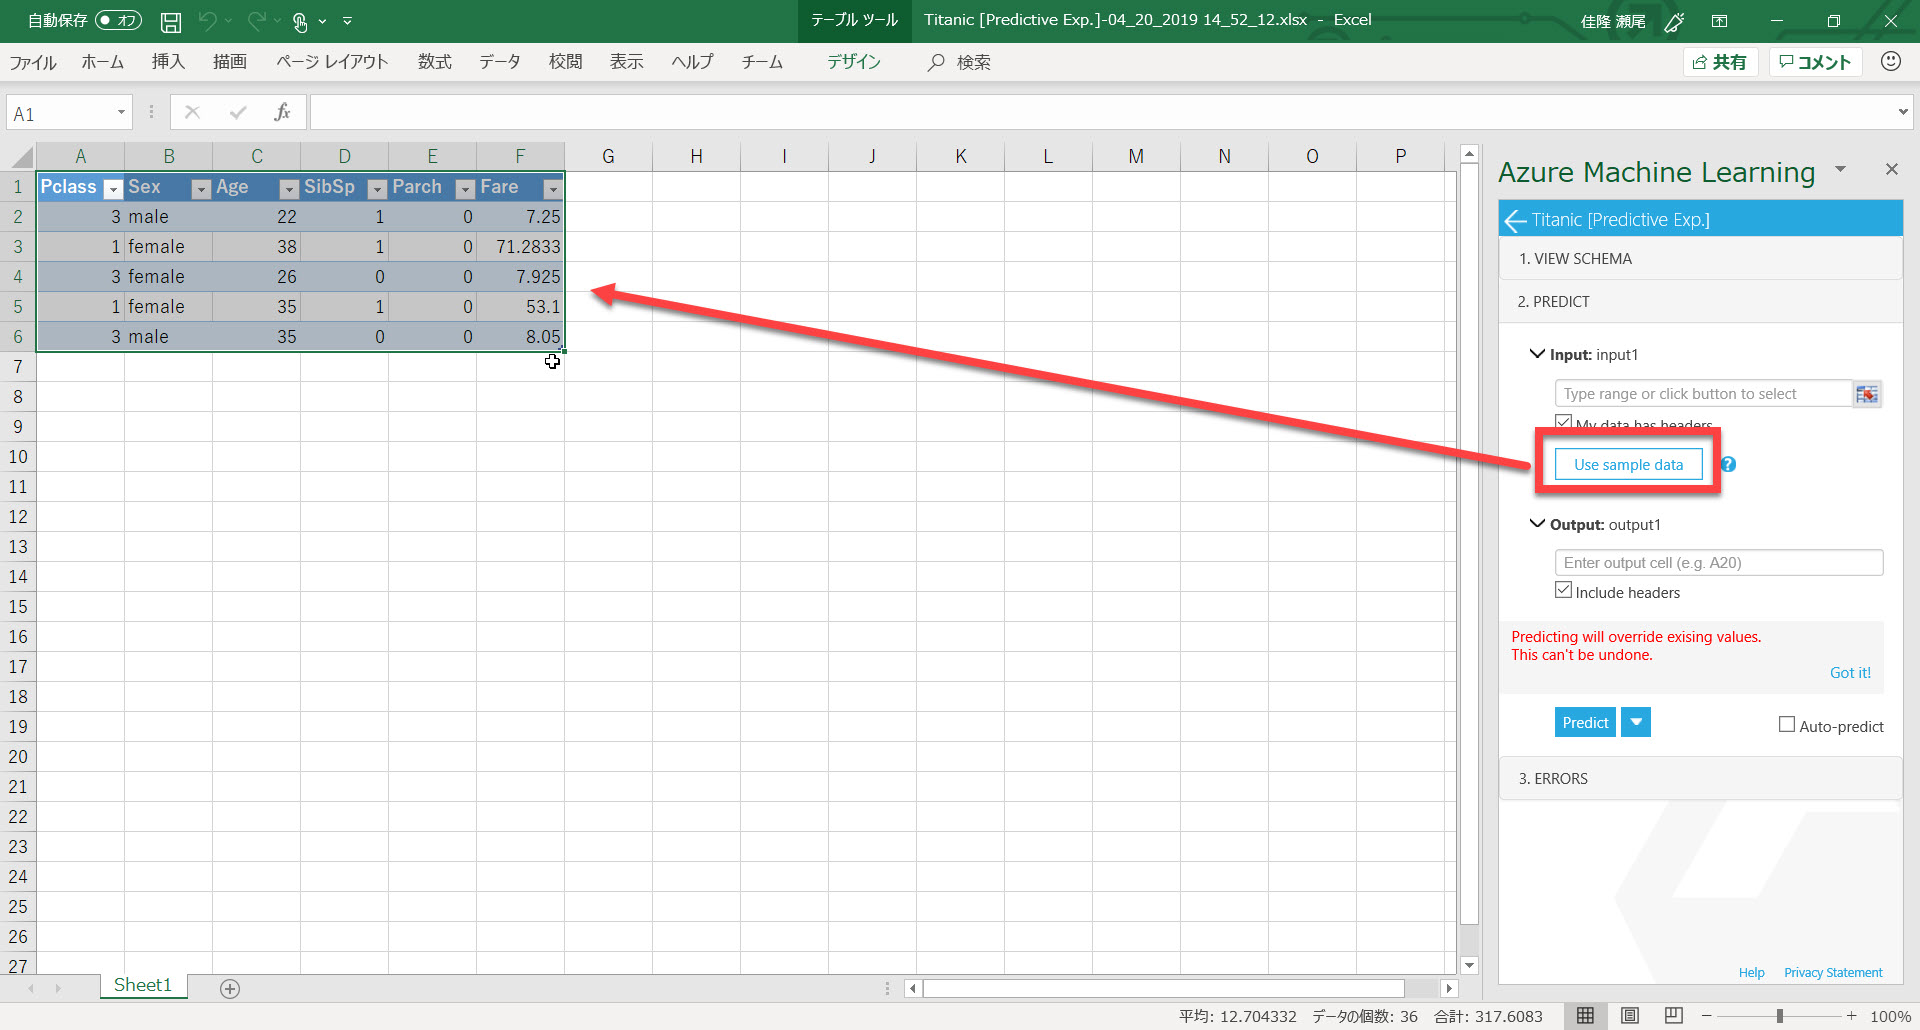 自動保存 オフ
テーブル ツール
Titanic [Predictive Exp.]-04_20_2019 14_52_12.xlsx - Excel
佳隆 瀬尾
ファイル ホーム 挿入 描画 ページ レイアウト 数式 データ 校閲 表示 ヘルプ チーム デザイン 検索
共有 コメント
A1
fx
A B C D E F G H I J K L M N O P
1 Pclass Sex Age SibSp Parch Fare
2 3 male 22 1 0 7.25
3 1 female 38 1 0 71.2833
4 3 female 26 0 0 7.925
5 1 female 35 1 0 53.1
6 3 male 35 0 0 8.05
7
8
9
10
11
12
13
14
15
16
17
18
19
20
21
22
23
24
25
26
27
Azure Machine Learning
Titanic [Predictive Exp.]
1. VIEW SCHEMA
2. PREDICT
Input: input1
Type range or click button to select
My data has headers
Use sample data
?
Output: output1
Enter output cell (e.g. A20)
Include headers
Predicting will override exising values.
This can't be undone.
Got it!
Predict
Auto-predict
3. ERRORS
Help Privacy Statement
Sheet1
平均: 12.704332 データの個数: 36 合計: 317.6083
100%